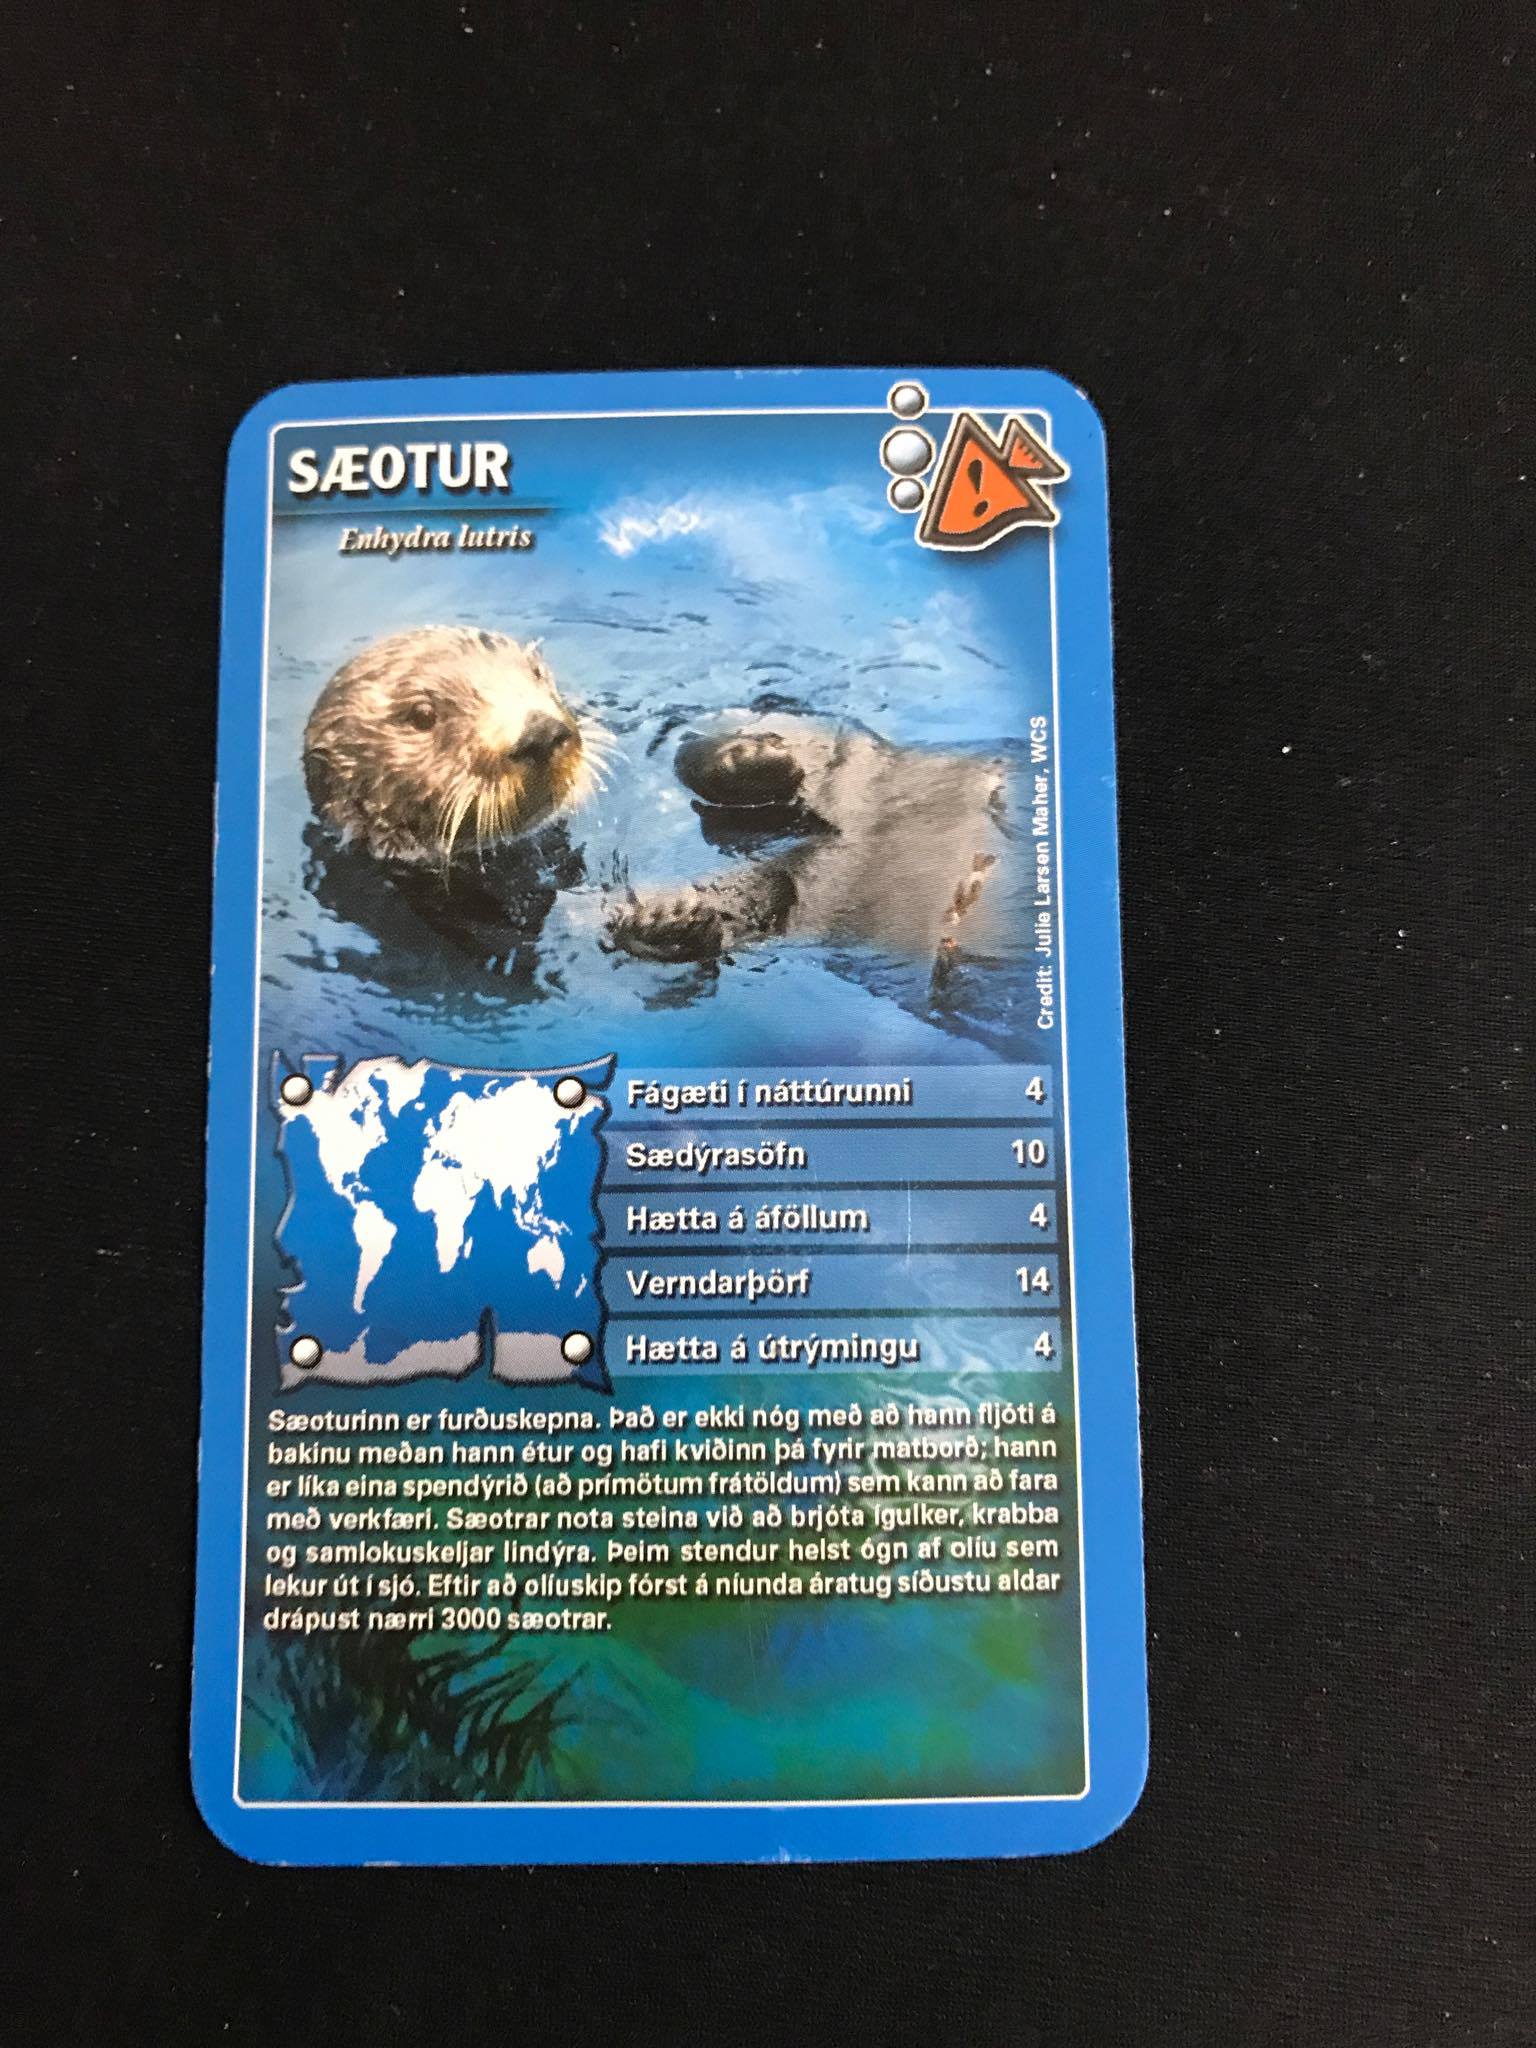 SÆOTUR
Enhydra lutris
Credit: Julie Larsen Maher, WCS
Fágæti í náttúrunni 4
Sædýrasöfn 10
Hætta á áföllum 4
Verndarþörf 14
Hætta á útrýmingu 4
Sæoturinn er furðuskepna. Það er ekki nóg með að hann fljóti á
bakinu meðan hann étur og hafi kviðinn þá fyrir matborð; hann
er líka eina spendýrið (að prímötum frátöldum) sem kann að fara
með verkfæri. Sæotrar nota steina við að brjóta ígulker, krabba
og samlokuskeljar lindýra. Þeim stendur helst ógn af olíu sem
lekur út í sjó. Eftir að olíuskip fórst á níunda áratug síðustu aldar
drápust nærri 3000 sæotrar.